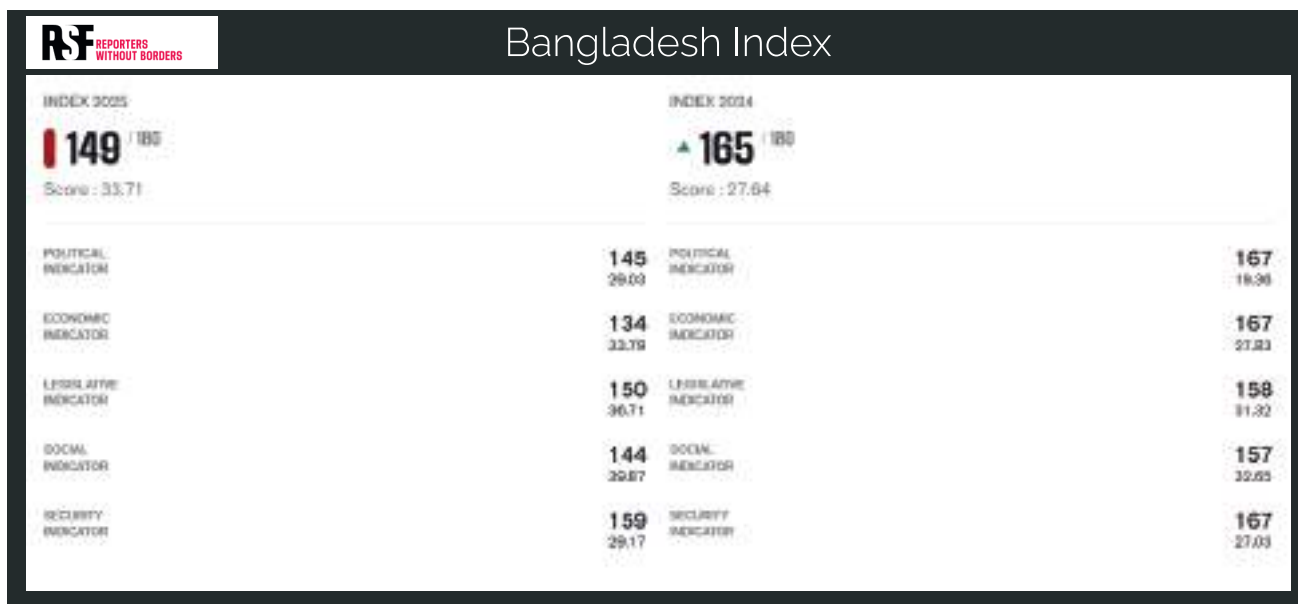 RSF REPORTERS
WITHOUT BORDERS
Bangladesh Index
INDEX 2025
149 / 180
Score : 33.71
POLITICAL
INDICATOR
145
29.03
ECONOMIC
INDICATOR
134
33.79
LEGISLATIVE
INDICATOR
150
36.71
SOCIAL
INDICATOR
144
39.87
SECURITY
INDICATOR
159
29.17
INDEX 2024
165 / 180
Score : 27.64
POLITICAL
INDICATOR
167
19.36
ECONOMIC
INDICATOR
167
27.83
LEGISLATIVE
INDICATOR
158
31.32
SOCIAL
INDICATOR
157
32.65
SECURITY
INDICATOR
167
27.03